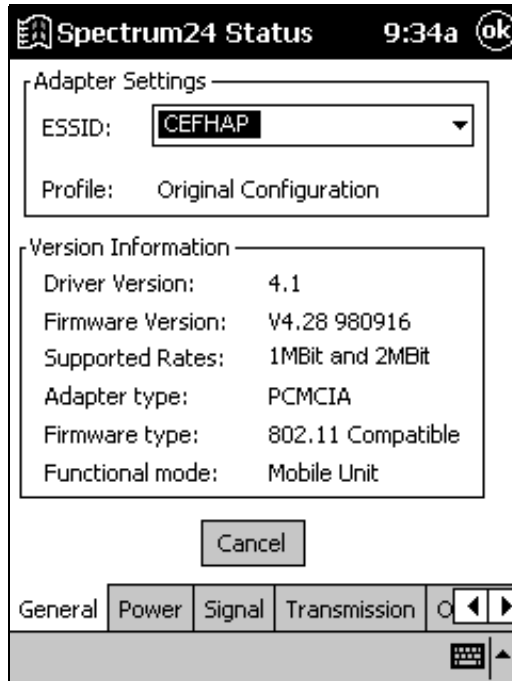 Spectrum24 Status 9:34a ok
Adapter Settings
ESSID: CEFHAP
Profile: Original Configuration
Version Information
Driver Version: 4.1
Firmware Version: V4.28 980916
Supported Rates: 1MBit and 2MBit
Adapter type: PCMCIA
Firmware type: 802.11 Compatible
Functional mode: Mobile Unit
Cancel
General Power Signal Transmission O